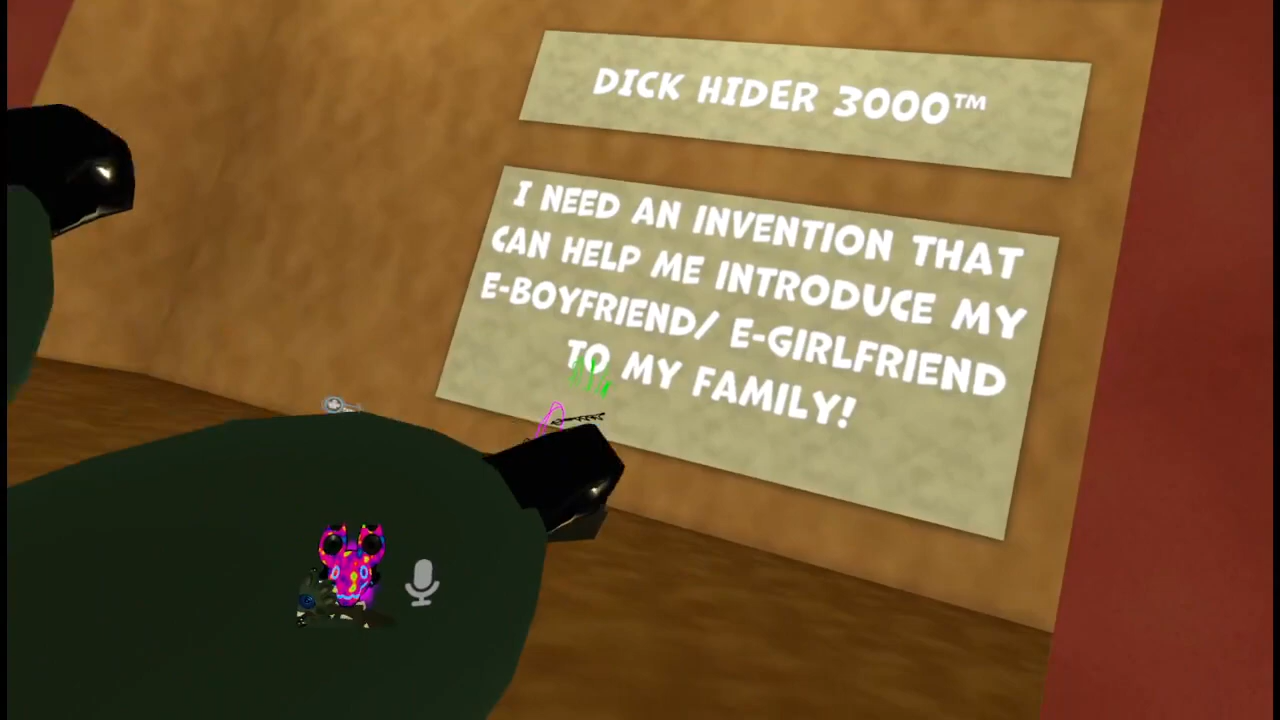 DICK HIDER 3000™
I NEED AN INVENTION THAT
CAN HELP ME INTRODUCE MY
E-BOYFRIEND/ E-GIRLFRIEND
TO MY FAMILY!